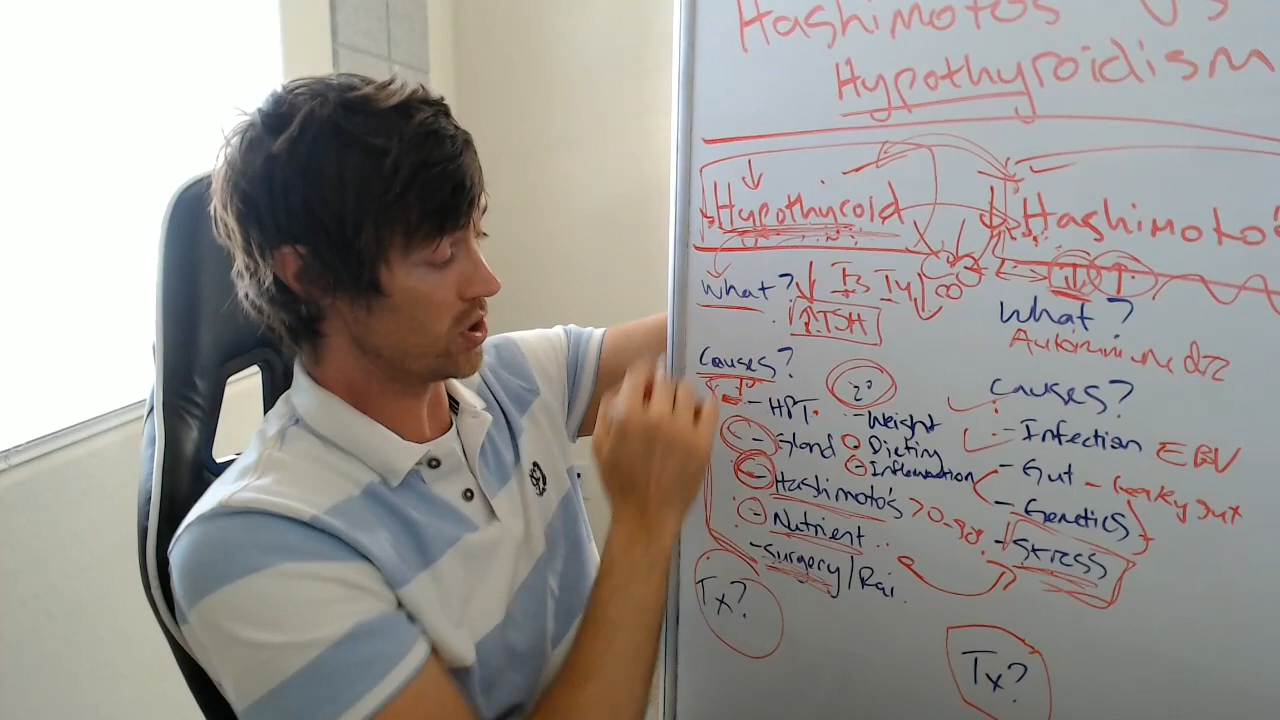 Hashimotos vs
Hypothyroidism
↓ Hypothyroid
What? ↓ T3 T4 ↓
↑TSH
Causes?
1°
- HPT
- Gland
- Hashimoto's > 70-90%
- Nutrient
- Surgery/Rai
2°
- Weight
- Dieting
- Inflammation
Tx?
Hashimoto's
↓ ↑
What?
Autoimmune dz
Causes?
- Infection EBV
- Gut - Leaky gut
- Genetics
- Stress
Tx?